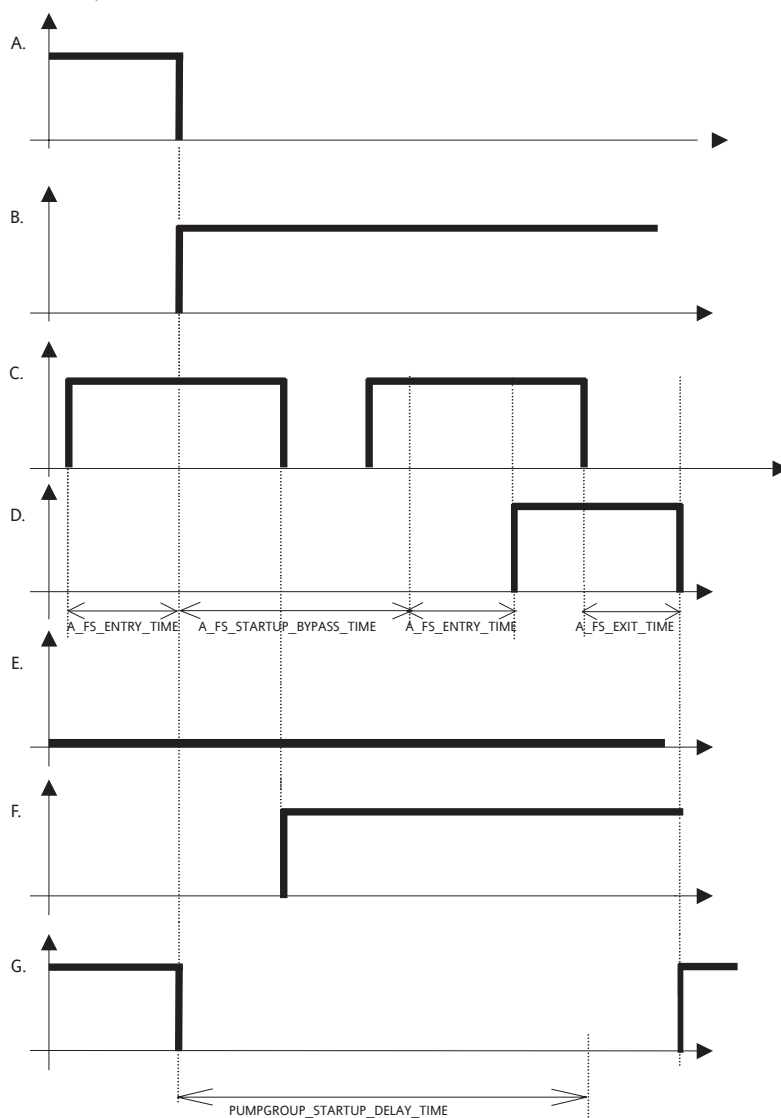 A.
B.
C.
D.
A_FS_ENTRY_TIME A_FS_STARTUP_BYPASS_TIME A_FS_ENTRY_TIME A_FS_EXIT_TIME
E.
F.
G.
PUMPGROUP_STARTUP_DELAY_TIME